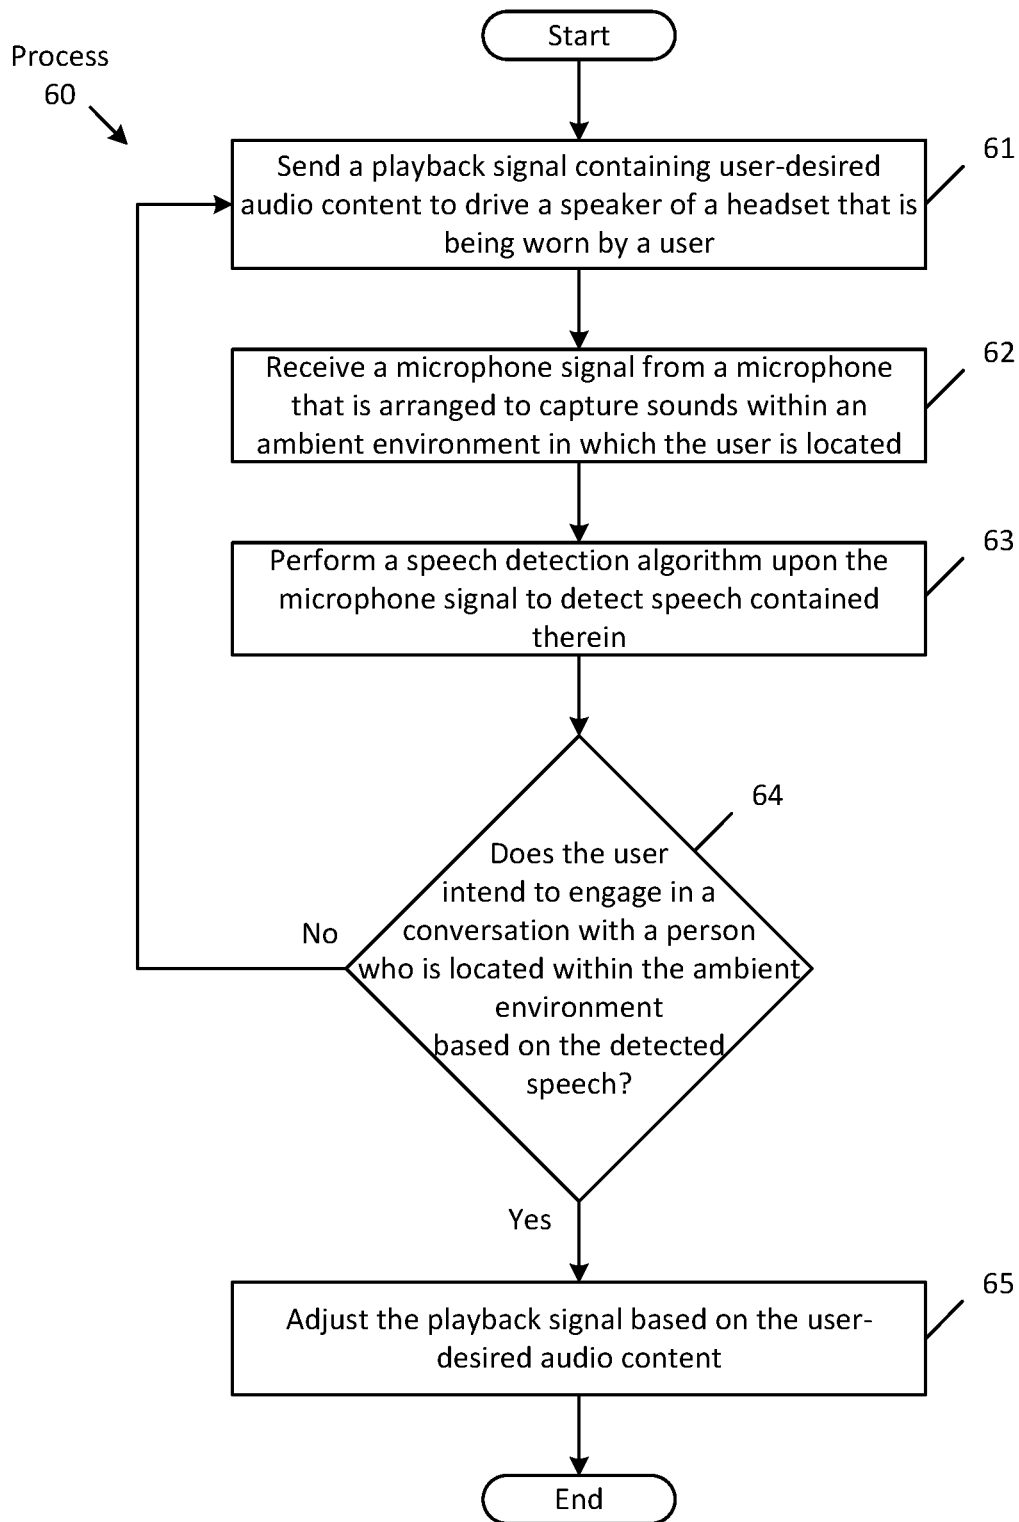 Start
Process
60
61
Send a playback signal containing user-desired
audio content to drive a speaker of a headset that is
being worn by a user
62
Receive a microphone signal from a microphone
that is arranged to capture sounds within an
ambient environment in which the user is located
63
Perform a speech detection algorithm upon the
microphone signal to detect speech contained
therein
64
Does the user
intend to engage in a
conversation with a person
who is located within the ambient
environment
based on the detected
speech?
No
Yes
65
Adjust the playback signal based on the user-
desired audio content
End